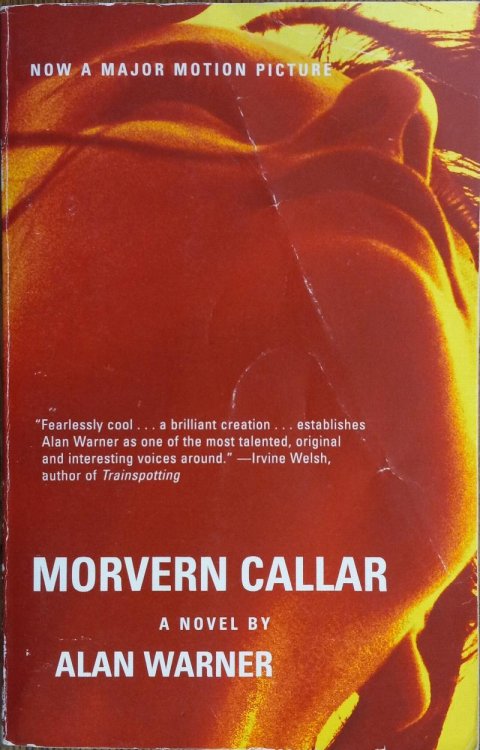 NOW A MAJOR MOTION PICTURE
“Fearlessly cool . . . a brilliant creation . . . establishes
Alan Warner as one of the most talented, original
and interesting voices around.” —Irvine Welsh,
author of Trainspotting
MORVERN CALLAR
A NOVEL BY
ALAN WARNER